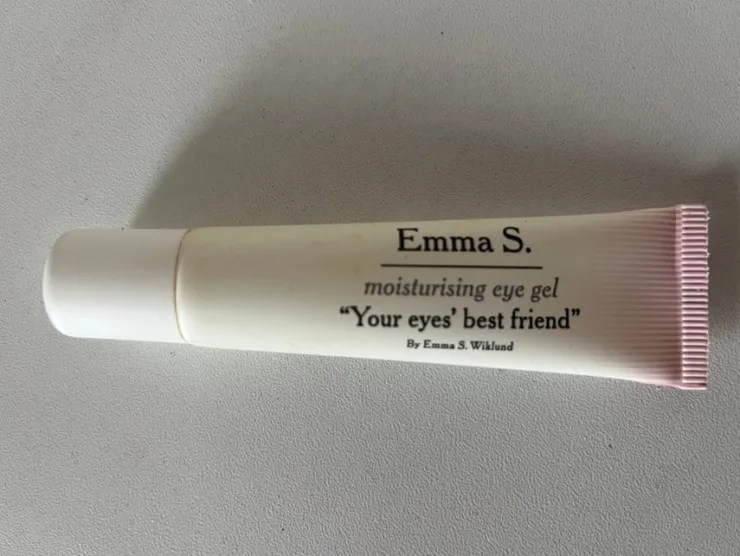 Emma S.
moisturising eye gel
“Your eyes’ best friend”
By Emma S. Wiklund